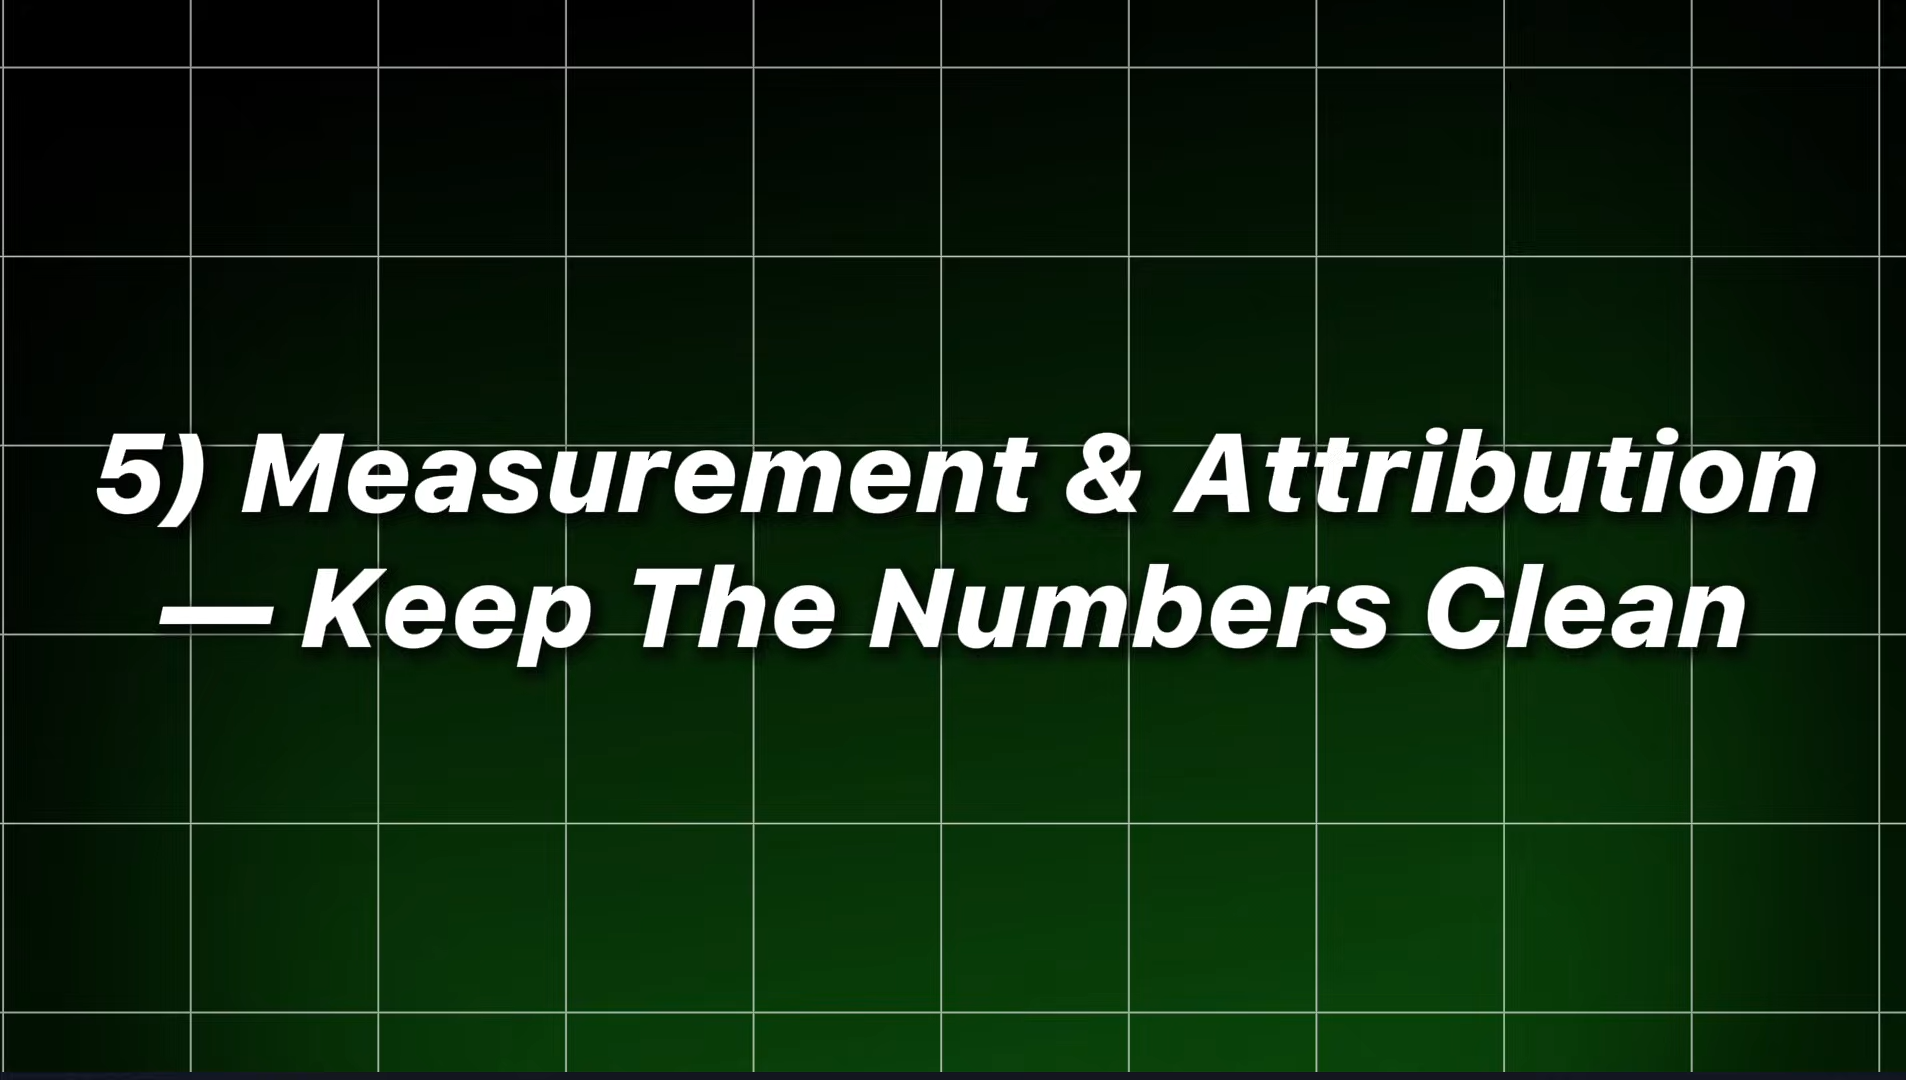 5) Measurement & Attribution
— Keep The Numbers Clean